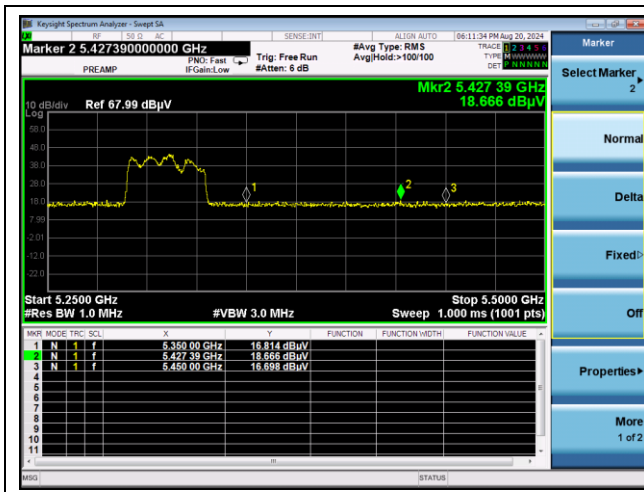 Keysight Spectrum Analyzer - Swept SA
RF 50 Ω AC SENSE:INT ALIGN AUTO 06:11:34 PM Aug 20, 2024
Marker 2 5.427390000000 GHz
PREAMP
PNO: Fast
IFGain:Low
Trig: Free Run
#Atten: 6 dB
#Avg Type: RMS
Avg|Hold:>100/100
TRACE 1 2 3 4 5 6
TYPE M W W W W W
DET P N N N N N
Mkr2 5.427 39 GHz
18.666 dBµV
10 dB/div Ref 67.99 dBµV
Log
58.0
48.0
38.0
28.0
18.0
7.99
-2.01
-12.0
-22.0
1
2
3
Start 5.2500 GHz Stop 5.5000 GHz
#Res BW 1.0 MHz #VBW 3.0 MHz Sweep 1.000 ms (1001 pts)
MKR MODE TRC SCL X Y FUNCTION FUNCTION WIDTH FUNCTION VALUE
1 N 1 f 5.350 00 GHz 16.814 dBµV
2 N 1 f 5.427 39 GHz 18.666 dBµV
3 N 1 f 5.450 00 GHz 16.698 dBµV
4
5
6
7
8
9
10
11
MSG STATUS
Marker
Select Marker
2
Normal
Delta
Fixed
Off
Properties
More
1 of 2